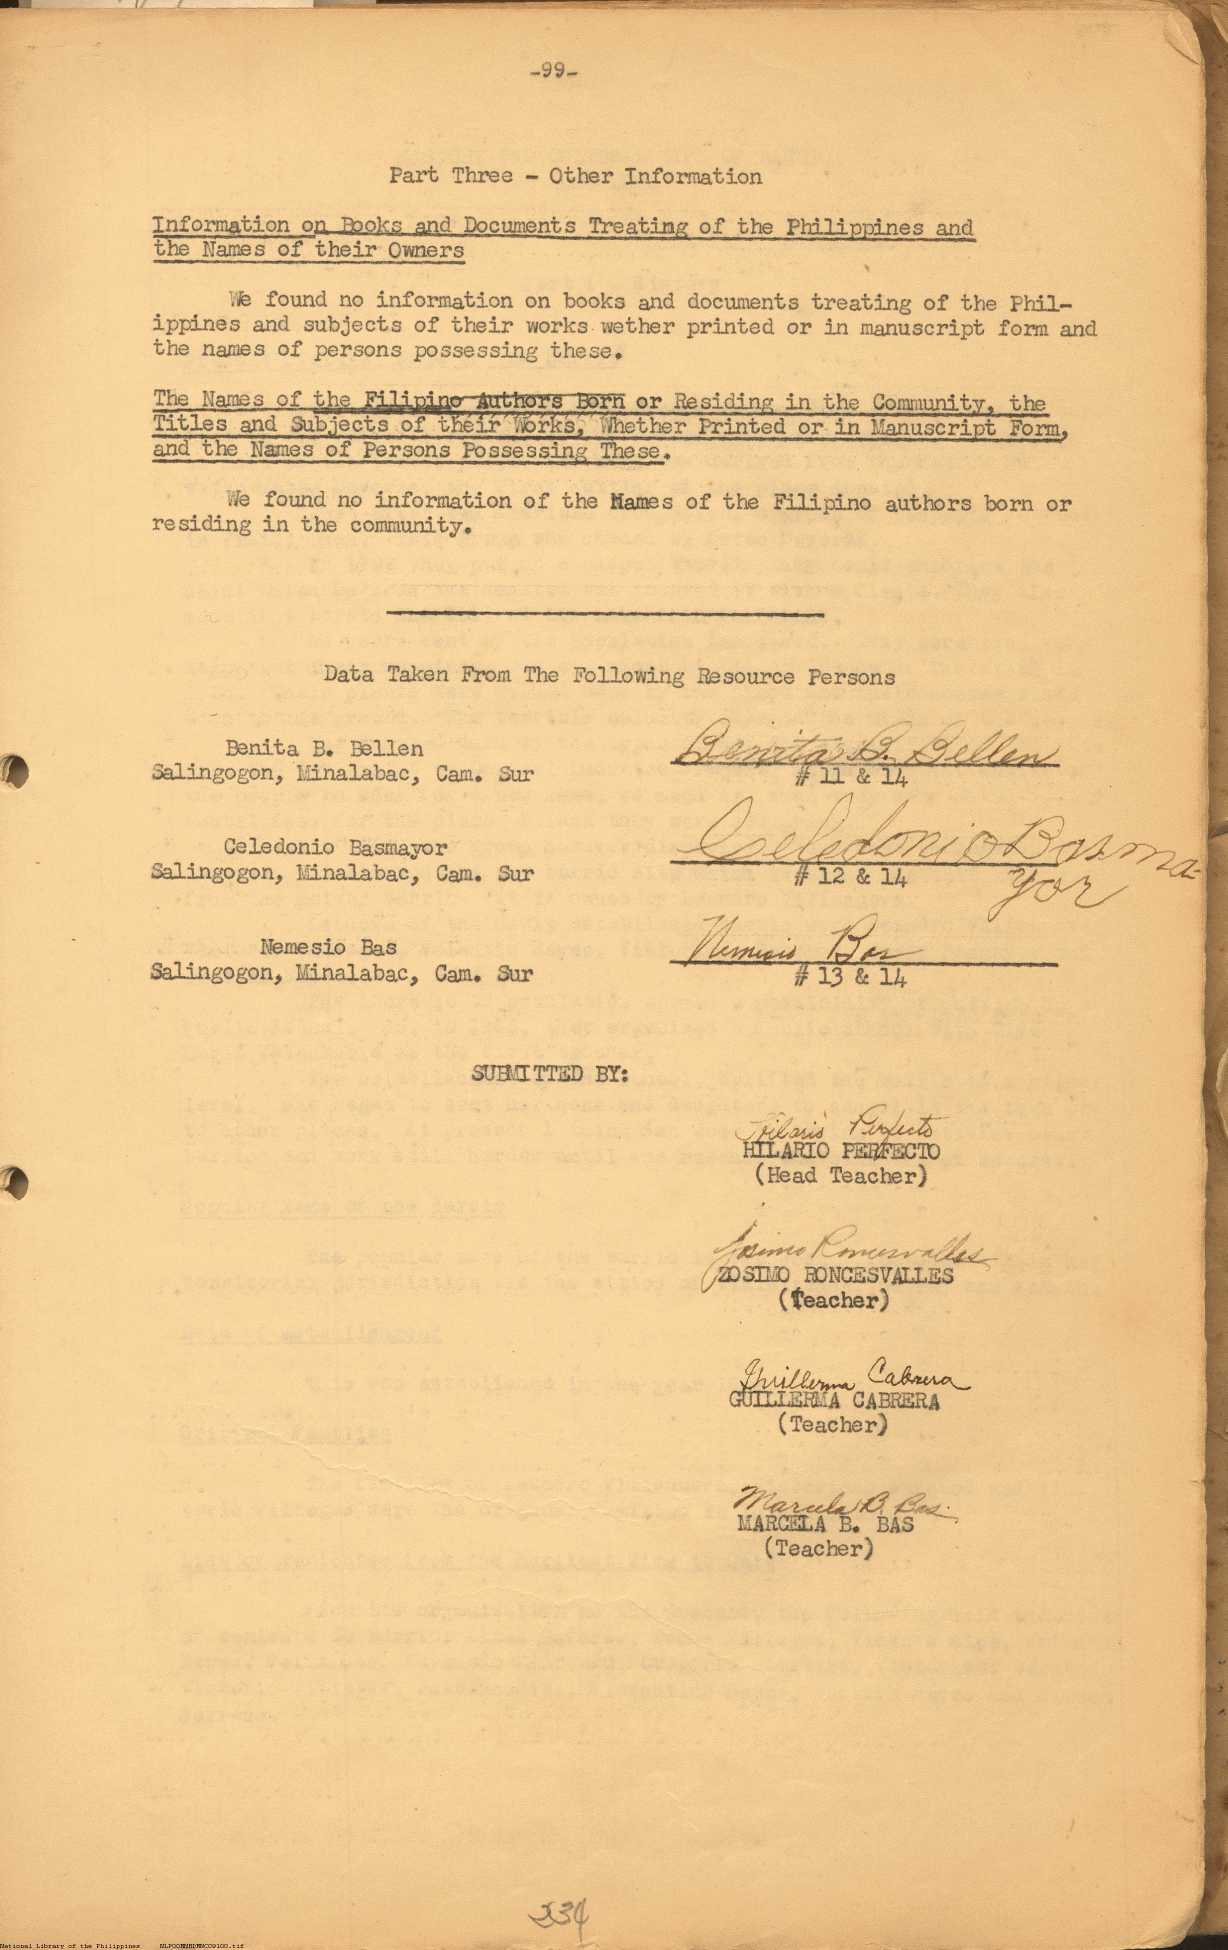 -99-
Part Three - Other Information
Information on Books and Documents Treating of the Philippines and
the Names of their Owners
We found no information on books and documents treating of the Phil-
ippines and subjects of their works wether printed or in manuscript form and
the names of persons possessing these.
The Names of the Filipino Authors Born or Residing in the Community, the
Titles and Subjects of their Works, Whether Printed or in Manuscript Form,
and the Names of Persons Possessing These.
We found no information of the Names of the Filipino authors born or
residing in the community.
Data Taken From The Following Resource Persons
Benita B. Bellen Benita B. Bellen
Salingogon, Minalabac, Cam. Sur # 11 & 14
Celedonio Basmayor Celedonio Basma-
Salingogon, Minalabac, Cam. Sur # 12 & 14 yor
Nemesio Bas Nemesio Bas
Salingogon, Minalabac, Cam. Sur # 13 & 14
SUBMITTED BY:
Hilario Perfecto
HILARIO PERFECTO
(Head Teacher)
Zosimo Roncesvalles
ZOSIMO RONCESVALLES
(Teacher)
Guillerma Cabrera
GUILLERMA CABRERA
(Teacher)
Marcela B. Bas
MARCELA B. BAS
(Teacher)
334
National Library of the Philippines